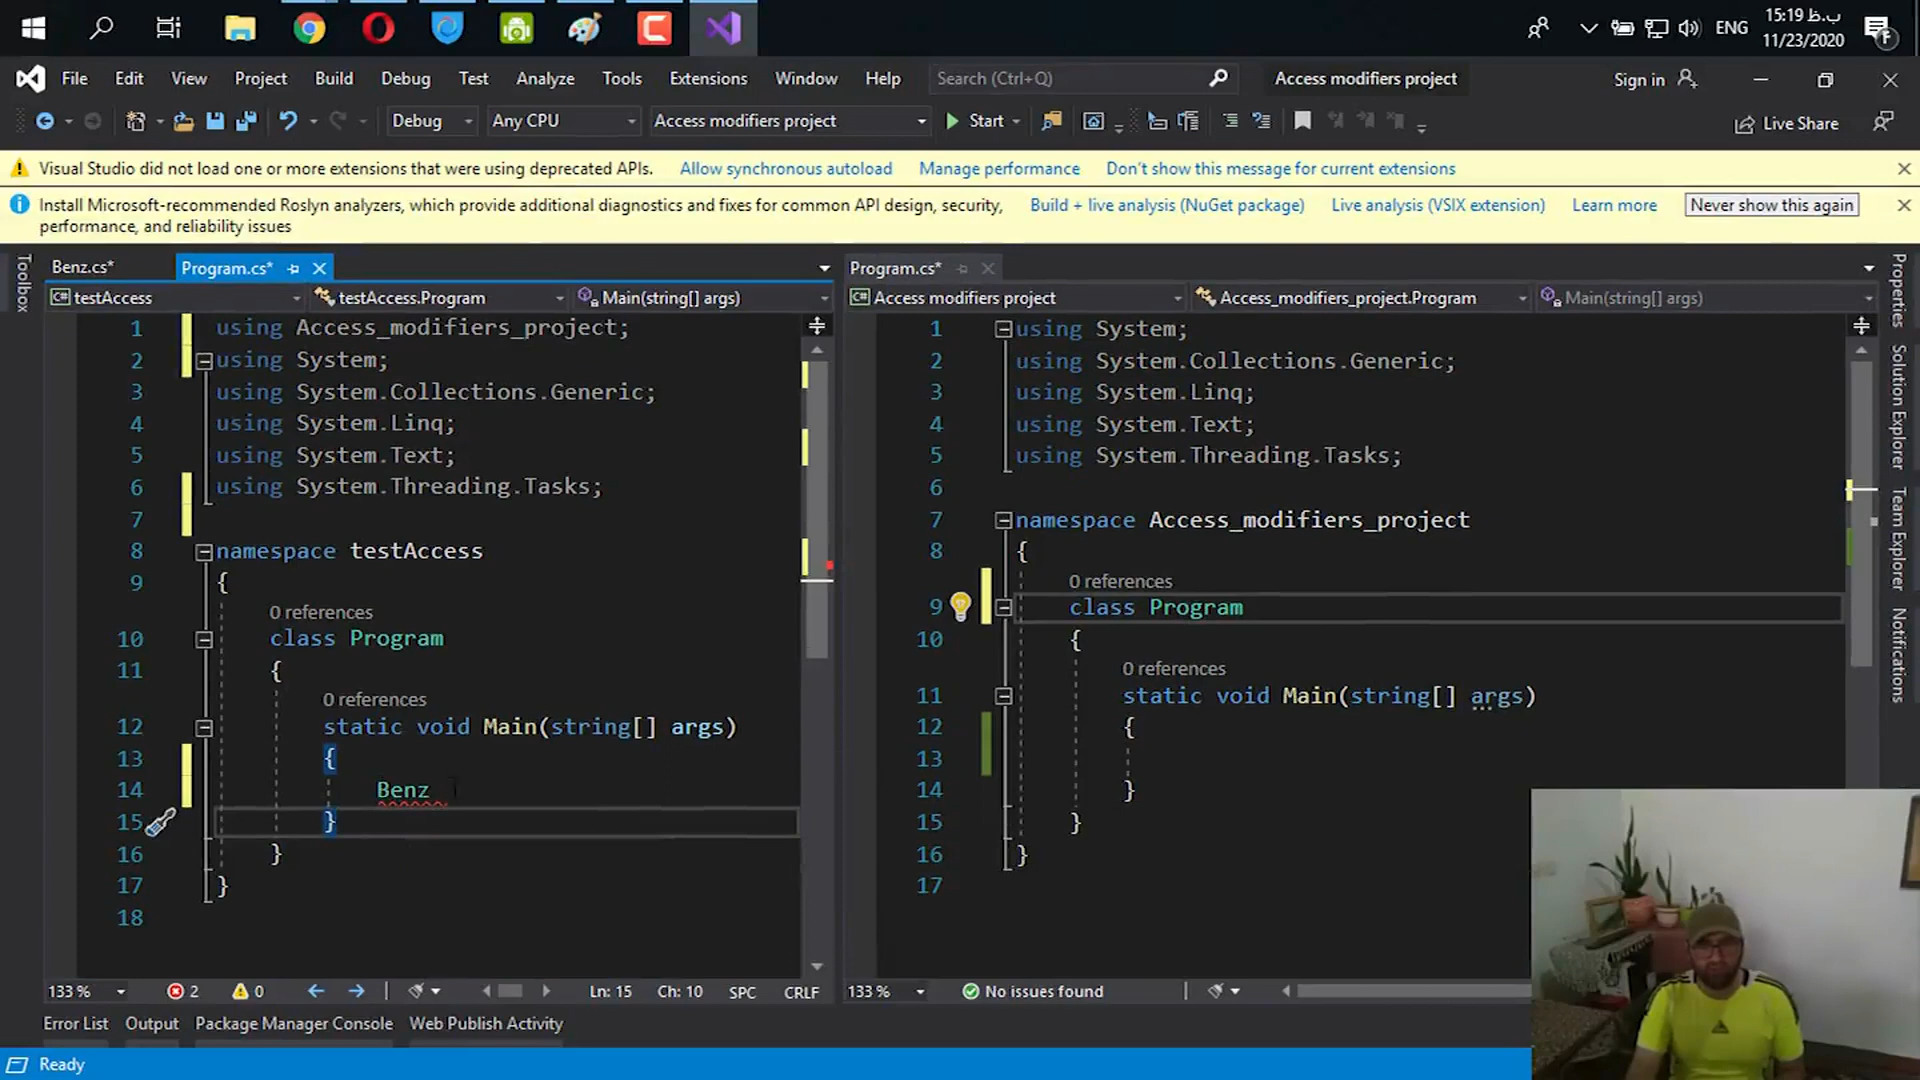 ENG
ب.ظ 15:19
11/23/2020
File Edit View Project Build Debug Test Analyze Tools Extensions Window Help Search (Ctrl+Q) Access modifiers project Sign in
Debug Any CPU Access modifiers project Start Live Share
Visual Studio did not load one or more extensions that were using deprecated APIs. Allow synchronous autoload Manage performance Don't show this message for current extensions
Install Microsoft-recommended Roslyn analyzers, which provide additional diagnostics and fixes for common API design, security, Build + live analysis (NuGet package) Live analysis (VSIX extension) Learn more Never show this again
performance, and reliability issues
Toolbox
Benz.cs* Program.cs*
testAccess testAccess.Program Main(string[] args)
1 using Access_modifiers_project;
2 using System;
3 using System.Collections.Generic;
4 using System.Linq;
5 using System.Text;
6 using System.Threading.Tasks;
7
8 namespace testAccess
9 {
0 references
10 class Program
11 {
0 references
12 static void Main(string[] args)
13 {
14 Benz
15 }
16 }
17 }
18
133 % 2 0 Ln: 15 Ch: 10 SPC CRLF
Program.cs*
Access modifiers project Access_modifiers_project.Program Main(string[] args)
1 using System;
2 using System.Collections.Generic;
3 using System.Linq;
4 using System.Text;
5 using System.Threading.Tasks;
6
7 namespace Access_modifiers_project
8 {
0 references
9 class Program
10 {
0 references
11 static void Main(string[] args)
12 {
13
14 }
15 }
16 }
17
133 % No issues found
Properties
Solution Explorer
Team Explorer
Notifications
Error List Output Package Manager Console Web Publish Activity
Ready